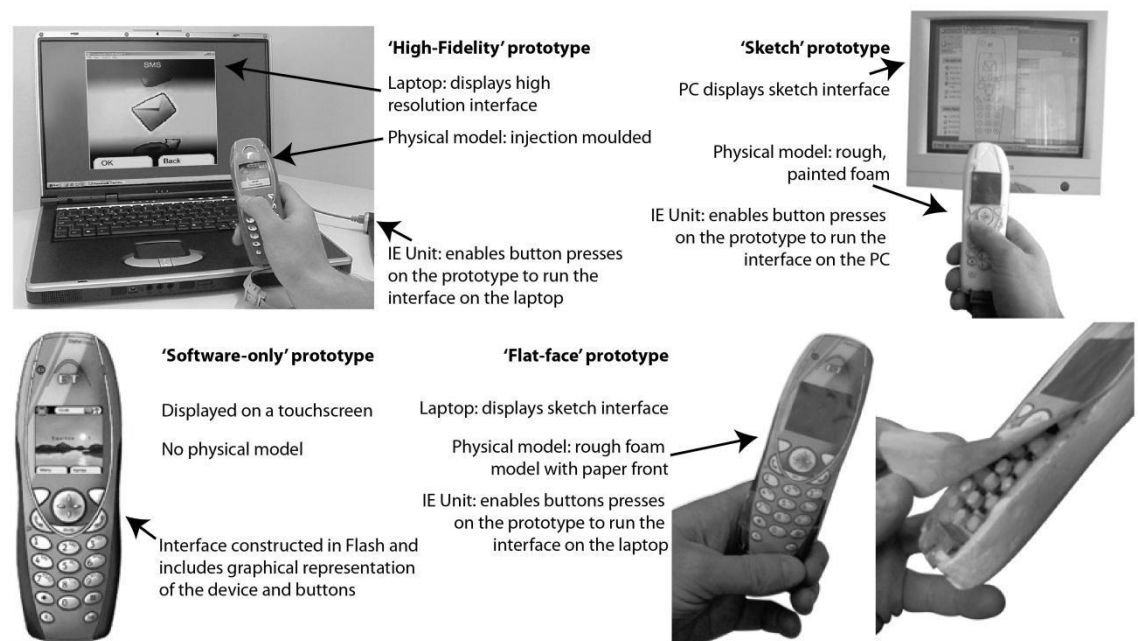 'High-Fidelity' prototype
Laptop: displays high
resolution interface
Physical model: injection moulded
IE Unit: enables button presses
on the prototype to run the
interface on the laptop
SMS
OK
Back
'Sketch' prototype
PC displays sketch interface
Physical model: rough,
painted foam
IE Unit: enables button presses
on the prototype to run the
interface on the PC
'Software-only' prototype
Displayed on a touchscreen
No physical model
Interface constructed in Flash and
includes graphical representation
of the device and buttons
'Flat-face' prototype
Laptop: displays sketch interface
Physical model: rough foam
model with paper front
IE Unit: enables buttons presses
on the prototype to run the
interface on the laptop